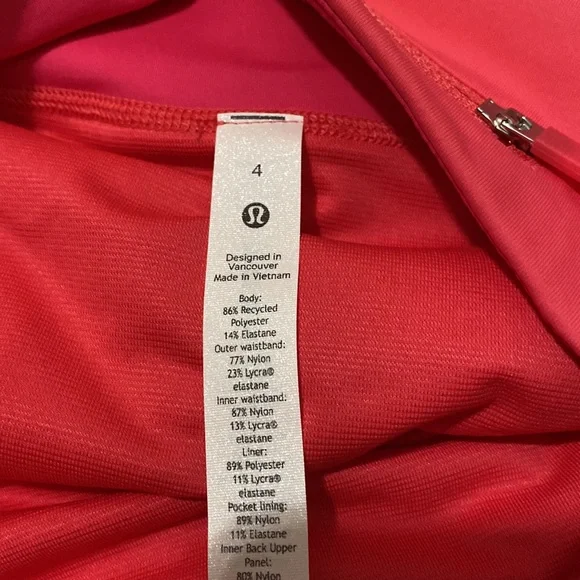 4
Designed in
Vancouver
Made in Vietnam
Body:
86% Recycled
Polyester
14% Elastane
Outer waistband:
77% Nylon
23% Lycra®
elastane
Inner waistband:
87% Nylon
13% Lycra®
elastane
Liner:
89% Polyester
11% Lycra®
elastane
Pocket lining:
89% Nylon
11% Elastane
Inner Back Upper
Panel:
80% Nylon